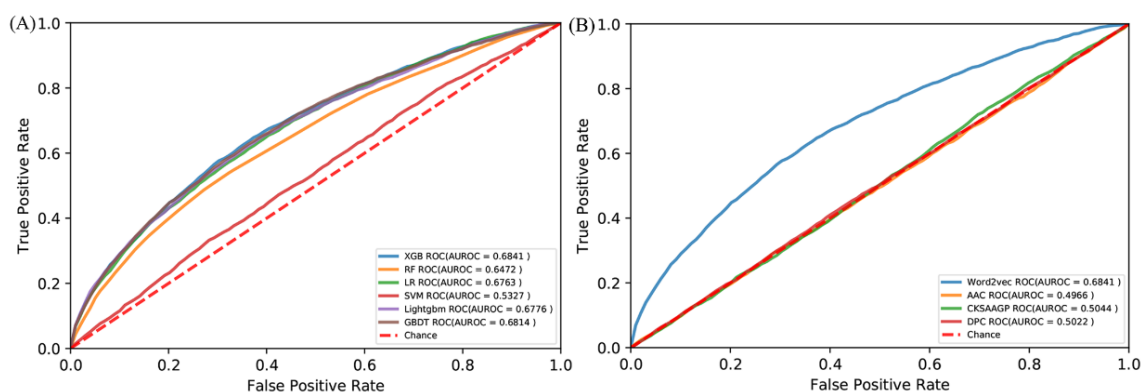 (A)
1.0
0.8
0.6
0.4
0.2
0.0
True Positive Rate
0.0
0.2
0.4
0.6
0.8
1.0
False Positive Rate
XGB ROC(AUROC = 0.6841 )
RF ROC(AUROC = 0.6472 )
LR ROC(AUROC = 0.6763 )
SVM ROC(AUROC = 0.5327 )
Lightgbm ROC(AUROC = 0.6776 )
GBDT ROC(AUROC = 0.6814 )
Chance
(B)
1.0
0.8
0.6
0.4
0.2
0.0
True Positive Rate
0.0
0.2
0.4
0.6
0.8
1.0
False Positive Rate
Word2vec ROC(AUROC = 0.6841 )
AAC ROC(AUROC = 0.4966 )
CKSAAGP ROC(AUROC = 0.5044 )
DPC ROC(AUROC = 0.5022 )
Chance